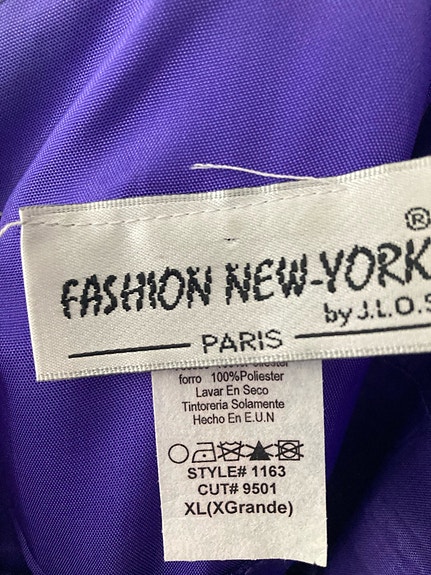 ®
FASHION NEW-YORK
by J.L.O.S
PARIS
forro 100%Poliester
Lavar En Seco
Tintoreria Solamente
Hecho En E.U.N
STYLE# 1163
CUT# 9501
XL(XGrande)